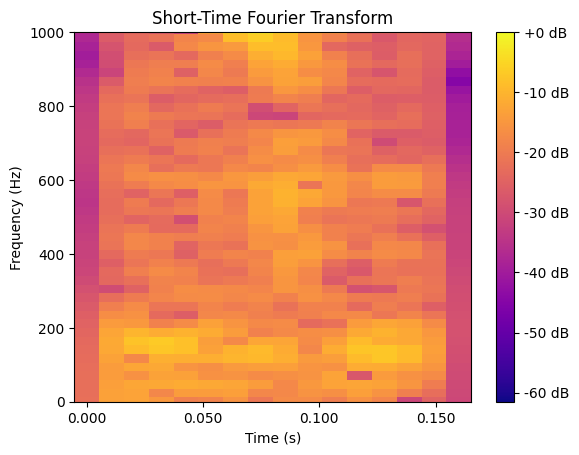 Short-Time Fourier Transform
1000
800
600
400
200
0
Frequency (Hz)
0.000
0.050
0.100
0.150
Time (s)
+0 dB
-10 dB
-20 dB
-30 dB
-40 dB
-50 dB
-60 dB